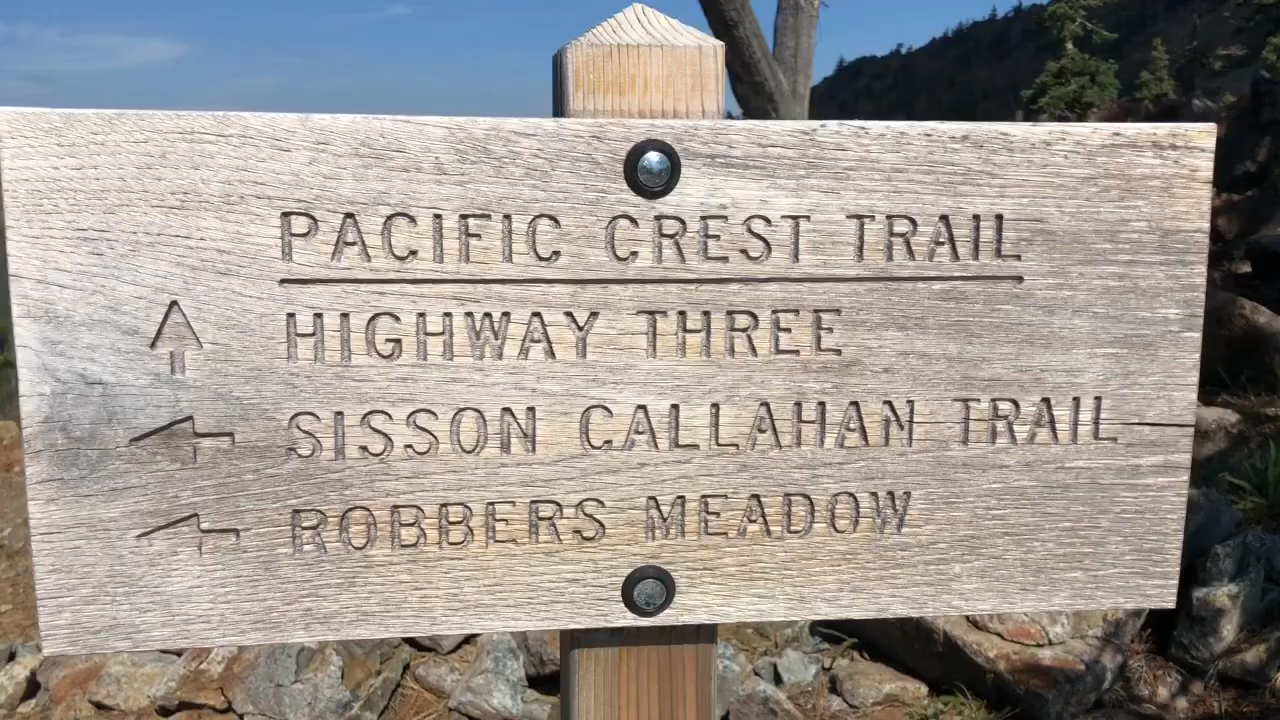 PACIFIC CREST TRAIL
HIGHWAY THREE
SISSON CALLAHAN TRAIL
ROBBERS MEADOW